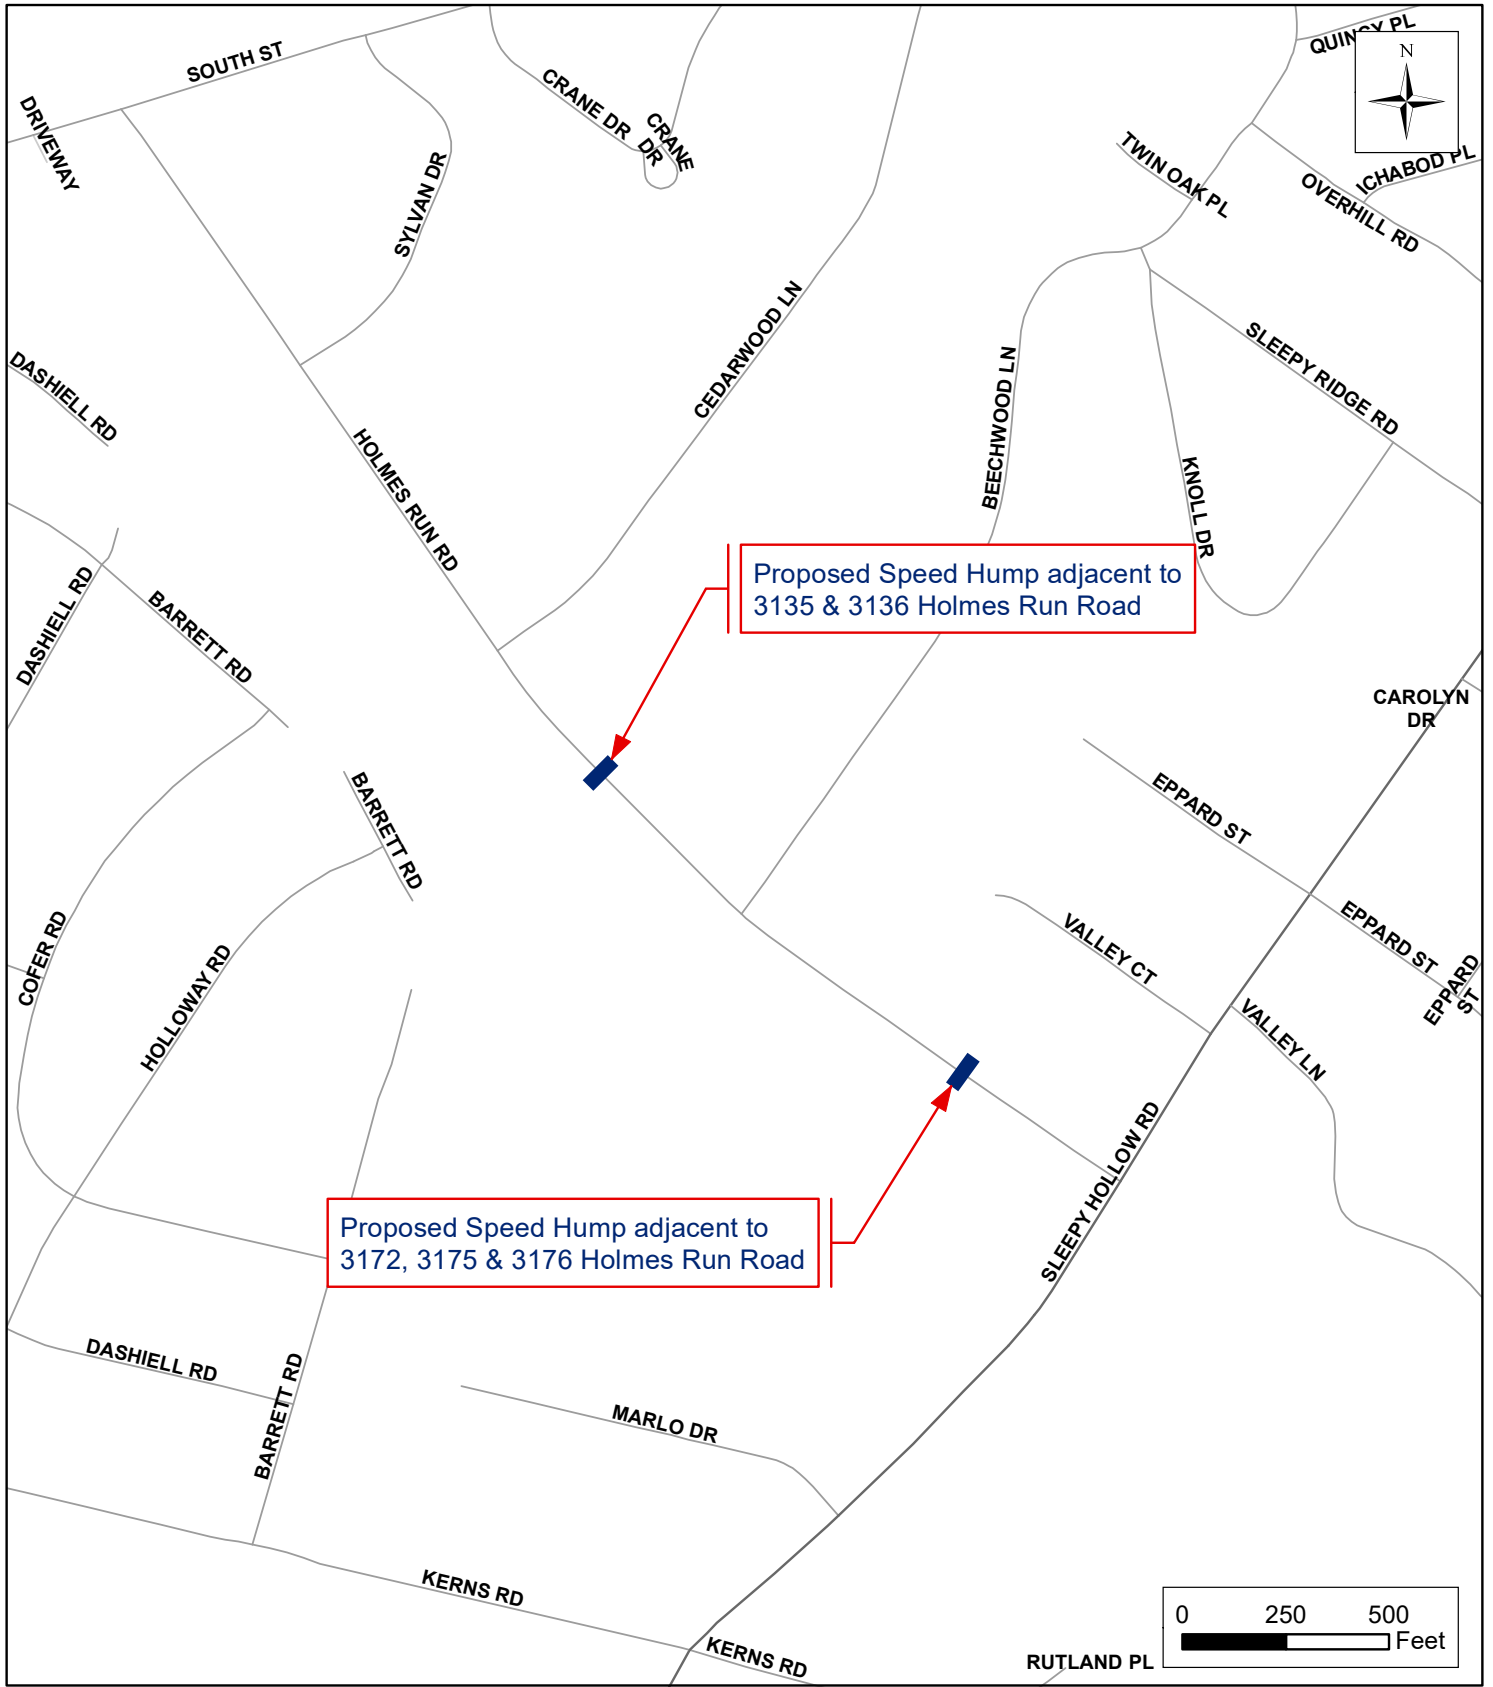 SOUTH ST
QUINCY PL
N
DRIVEWAY
CRANE DR
CRANE
DR
SYLVAN DR
TWIN OAK PL
ICHABOD PL
OVERHILL RD
CEDARWOOD LN
DASHIELL RD
SLEEPY RIDGE RD
BEECHWOOD LN
HOLMES RUN RD
KNOLL DR
Proposed Speed Hump adjacent to
3135 & 3136 Holmes Run Road
DASHIELL RD
BARRETT RD
CAROLYN
DR
BARRETT RD
EPPARD ST
COFER RD
HOLLOWAY RD
VALLEY CT
EPPARD ST
EPPARD
ST
VALLEY LN
SLEEPY HOLLOW RD
Proposed Speed Hump adjacent to
3172, 3175 & 3176 Holmes Run Road
DASHIELL RD
BARRETT RD
MARLO DR
KERNS RD
KERNS RD
RUTLAND PL
0 250 500
Feet